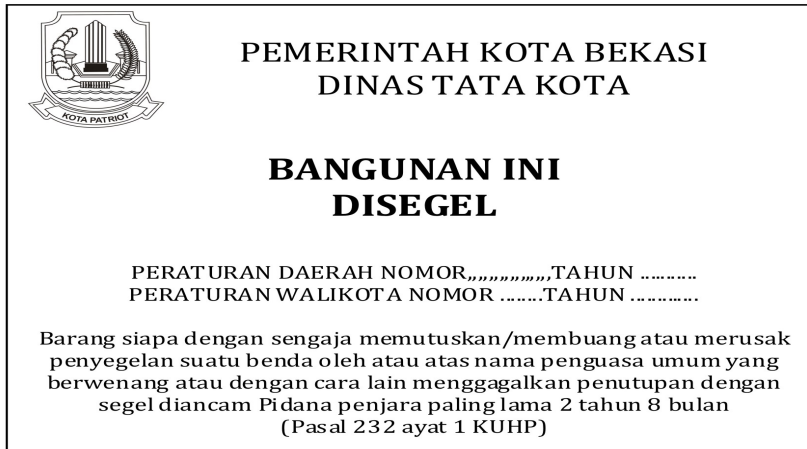 KOTA PATRIOT
PEMERINTAH KOTA BEKASI
DINAS TATA KOTA
BANGUNAN INI
DISEGEL
PERATURAN DAERAH NOMOR,,,,,,,,,,,,,,,,TAHUN ...........
PERATURAN WALIKOTA NOMOR ........TAHUN .............
Barang siapa dengan sengaja memutuskan/membuang atau merusak
penyegelan suatu benda oleh atau atas nama penguasa umum yang
berwenang atau dengan cara lain menggagalkan penutupan dengan
segel diancam Pidana penjara paling lama 2 tahun 8 bulan
(Pasal 232 ayat 1 KUHP)